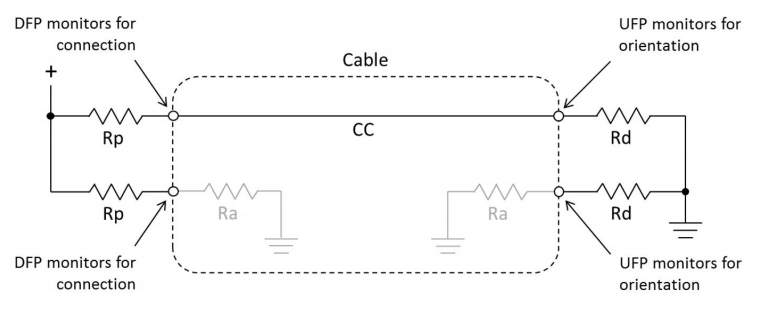 DFP monitors for
connection
UFP monitors for
orientation
Cable
+
Rp
CC
Rd
Rp
Ra
Ra
Rd
DFP monitors for
connection
UFP monitors for
orientation